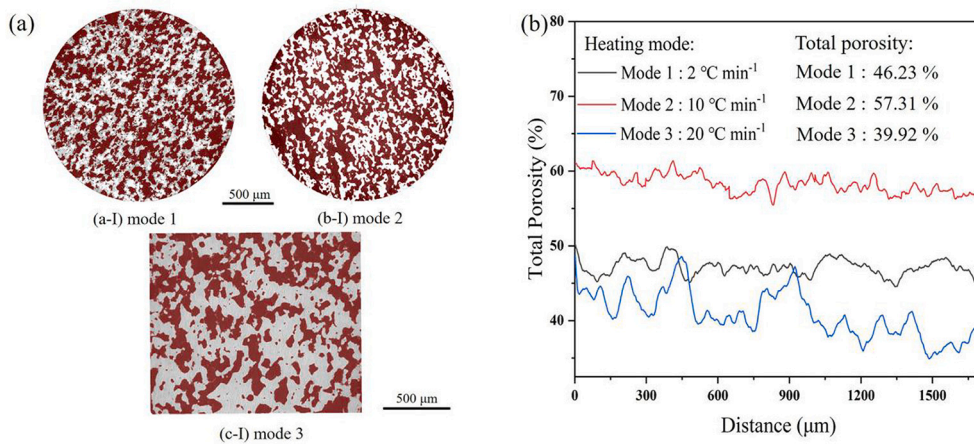 (a)
500 μm
(a-I) mode 1
(b-I) mode 2
500 μm
(c-I) mode 3
(b)
Heating mode:
Total porosity:
Mode 1 : 2 ℃ min⁻¹
Mode 1 : 46.23 %
Mode 2 : 10 ℃ min⁻¹
Mode 2 : 57.31 %
Mode 3 : 20 ℃ min⁻¹
Mode 3 : 39.92 %
Total Porosity (%)
80
70
60
50
40
0
300
600
900
1200
1500
Distance (μm)